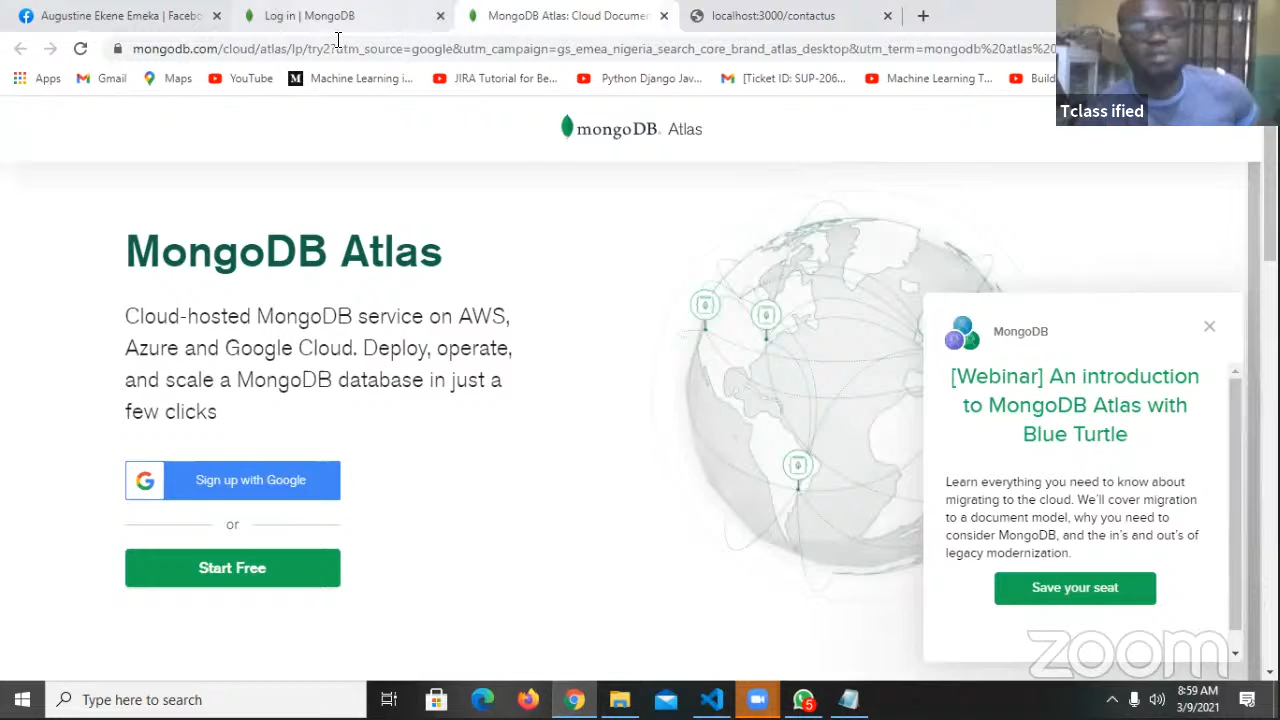 Augustine Ekene Emeka | Facebo
Log in | MongoDB
MongoDB Atlas: Cloud Documen
localhost:3000/contactus
mongodb.com/cloud/atlas/lp/try2?utm_source=google&utm_campaign=gs_emea_nigeria_search_core_brand_atlas_desktop&utm_term=mongodb%20atlas%20
Apps
Gmail
Maps
YouTube
Machine Learning i...
JIRA Tutorial for Be...
Python Django Jav...
[Ticket ID: SUP-206...
Machine Learning T...
Build
Tclass ified
mongoDB. Atlas
MongoDB Atlas
Cloud-hosted MongoDB service on AWS,
Azure and Google Cloud. Deploy, operate,
and scale a MongoDB database in just a
few clicks
Sign up with Google
or
Start Free
MongoDB
[Webinar] An introduction
to MongoDB Atlas with
Blue Turtle
Learn everything you need to know about
migrating to the cloud. We'll cover migration
to a document model, why you need to
consider MongoDB, and the in's and out's of
legacy modernization.
Save your seat
zoom
Type here to search
5
8:59 AM
3/9/2021